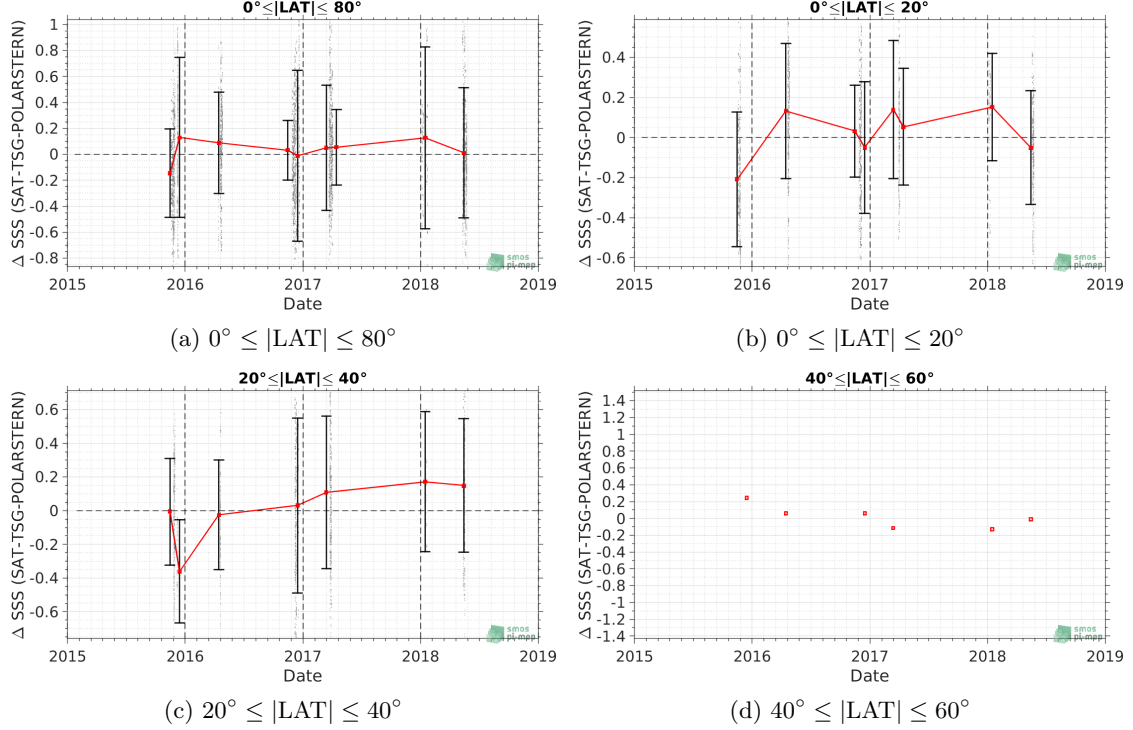 0°≤|LAT|≤ 80°
Δ SSS (SAT-TSG-POLARSTERN)
1
0.8
0.6
0.4
0.2
0
-0.2
-0.4
-0.6
-0.8
2015 2016 2017 2018 2019
Date
smos
pi-mep
(a) 0° ≤ |LAT| ≤ 80°
0°≤|LAT|≤ 20°
Δ SSS (SAT-TSG-POLARSTERN)
0.4
0.2
0
-0.2
-0.4
-0.6
2015 2016 2017 2018 2019
Date
smos
pi-mep
(b) 0° ≤ |LAT| ≤ 20°
20°≤|LAT|≤ 40°
Δ SSS (SAT-TSG-POLARSTERN)
0.6
0.4
0.2
0
-0.2
-0.4
-0.6
2015 2016 2017 2018 2019
Date
smos
pi-mep
(c) 20° ≤ |LAT| ≤ 40°
40°≤|LAT|≤ 60°
Δ SSS (SAT-TSG-POLARSTERN)
1.4
1.2
1
0.8
0.6
0.4
0.2
0
-0.2
-0.4
-0.6
-0.8
-1
-1.2
-1.4
2015 2016 2017 2018 2019
Date
smos
pi-mep
(d) 40° ≤ |LAT| ≤ 60°